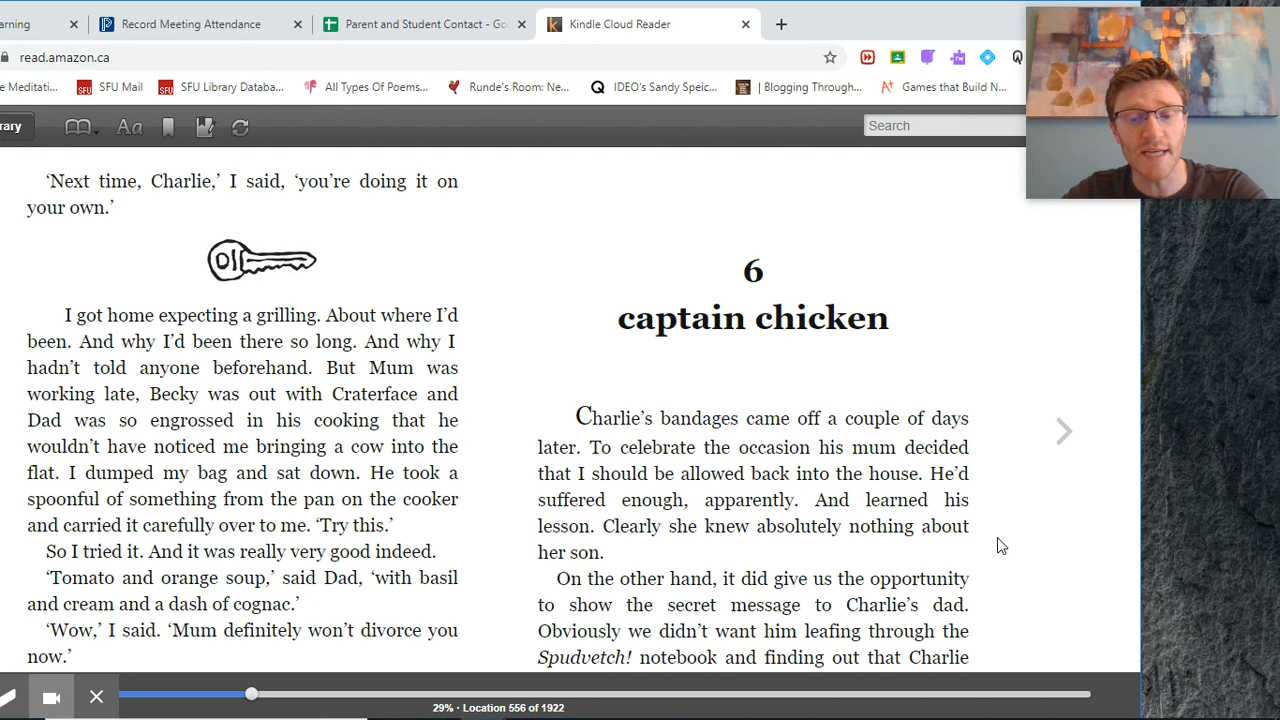 arning
Record Meeting Attendance
Parent and Student Contact - Go
Kindle Cloud Reader
read.amazon.ca
e Meditati...
SFU
SFU Mail
SFU
SFU Library Databa...
All Types Of Poems...
Runde's Room: Ne...
IDEO's Sandy Speic...
| Blogging Through...
Games that Build N...
rary
Aa
Search
'Next time, Charlie,' I said, 'you're doing it on
your own.'
I got home expecting a grilling. About where I'd
been. And why I'd been there so long. And why I
hadn't told anyone beforehand. But Mum was
working late, Becky was out with Craterface and
Dad was so engrossed in his cooking that he
wouldn't have noticed me bringing a cow into the
flat. I dumped my bag and sat down. He took a
spoonful of something from the pan on the cooker
and carried it carefully over to me. 'Try this.'
So I tried it. And it was really very good indeed.
'Tomato and orange soup,' said Dad, 'with basil
and cream and a dash of cognac.'
'Wow,' I said. 'Mum definitely won't divorce you
now.'
6
captain chicken
Charlie's bandages came off a couple of days
later. To celebrate the occasion his mum decided
that I should be allowed back into the house. He'd
suffered enough, apparently. And learned his
lesson. Clearly she knew absolutely nothing about
her son.
On the other hand, it did give us the opportunity
to show the secret message to Charlie's dad.
Obviously we didn't want him leafing through the
Spudvetch! notebook and finding out that Charlie
29% · Location 556 of 1922